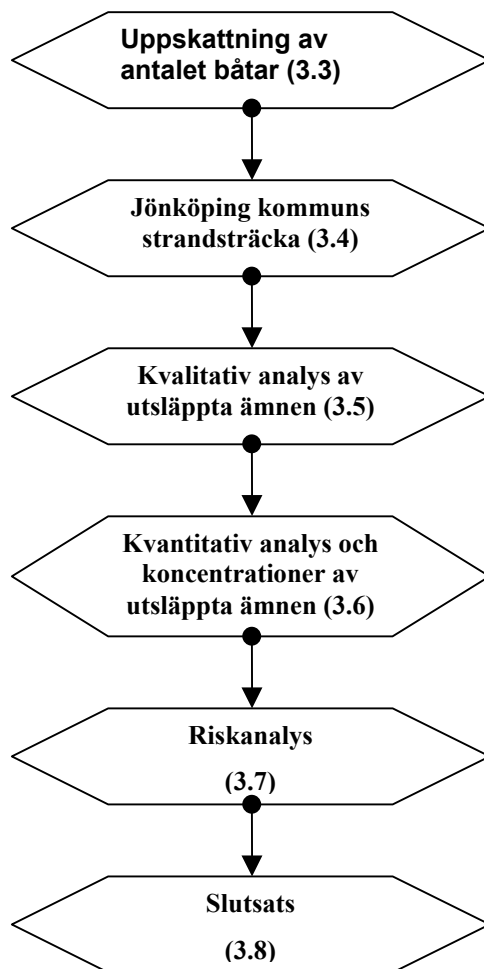 Uppskattning av
antalet båtar (3.3)
Jönköping kommuns
strandsträcka (3.4)
Kvalitativ analys av
utsläppta ämnen (3.5)
Kvantitativ analys och
koncentrationer av
utsläppta ämnen (3.6)
Riskanalys
(3.7)
Slutsats
(3.8)